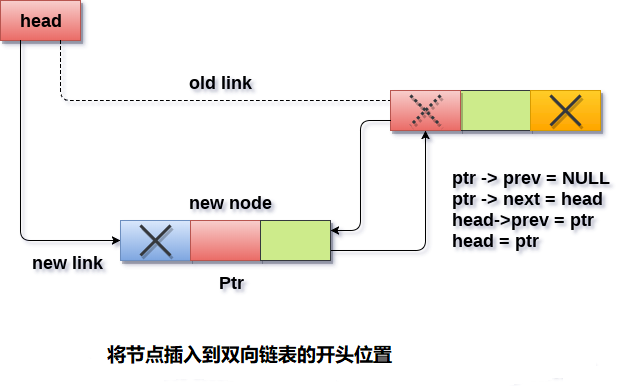 head
old link
ptr -> prev = NULL
ptr -> next = head
head->prev = ptr
head = ptr
new node
new link
Ptr
将节点插入到双向链表的开头位置